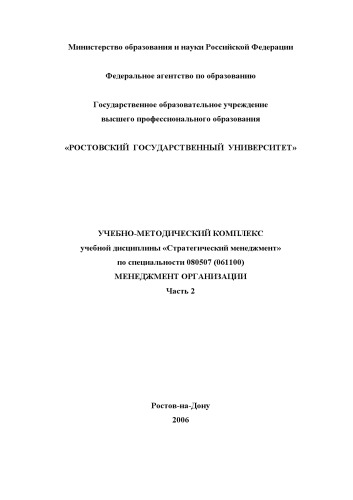 Министерство образования и науки Российской Федерации
Федеральное агентство по образованию
Государственное образовательное учреждение
высшего профессионального образования
«РОСТОВСКИЙ ГОСУДАРСТВЕННЫЙ УНИВЕРСИТЕТ»
УЧЕБНО-МЕТОДИЧЕСКИЙ КОМПЛЕКС
учебной дисциплины «Стратегический менеджмент»
по специальности 080507 (061100)
МЕНЕДЖМЕНТ ОРГАНИЗАЦИИ
Часть 2
Ростов-на-Дону
2006